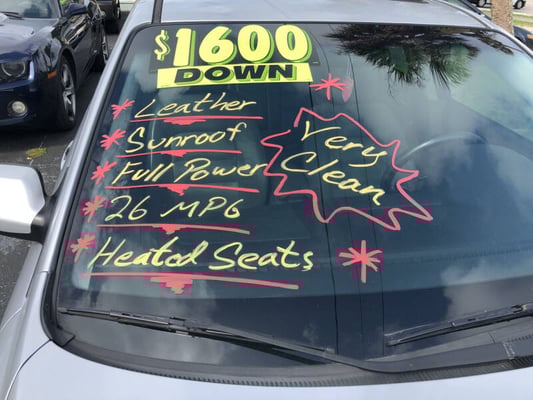 $1600
DOWN
Leather
Sunroof
Full Power
26 MPG
Heated Seats
Very
Clean